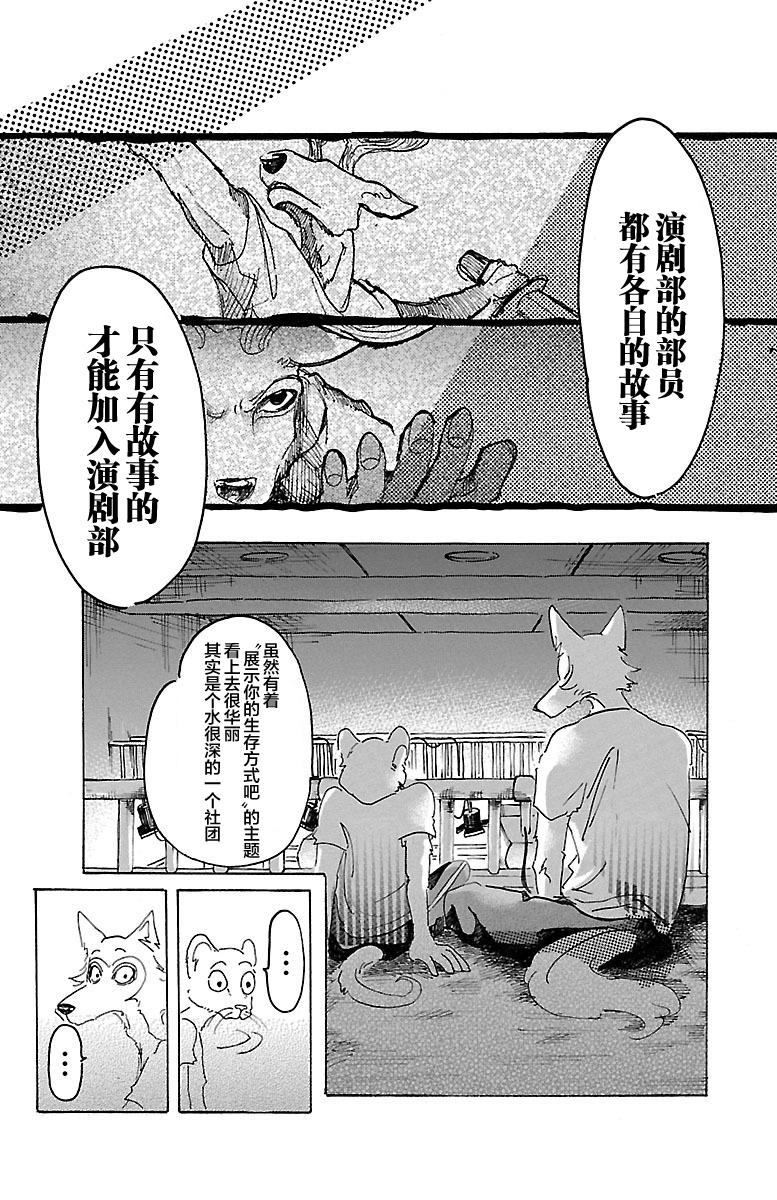 演剧部的部员
都有各自的故事
只有有故事的
才能加入演剧部
虽然有着
“展示你的生存方式吧”的主题
看上去很华丽
其实是个水很深的一个社团
…
…